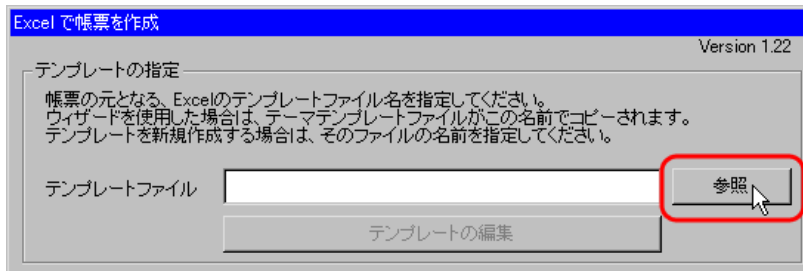 Excel で帳票を作成
Version 1.22
テンプレートの指定
帳票の元となる、Excelのテンプレートファイル名を指定してください。
ウィザードを使用した場合は、テーマテンプレートファイルがこの名前でコピーされます。
テンプレートを新規作成する場合は、そのファイルの名前を指定してください。
テンプレートファイル
参照
テンプレートの編集